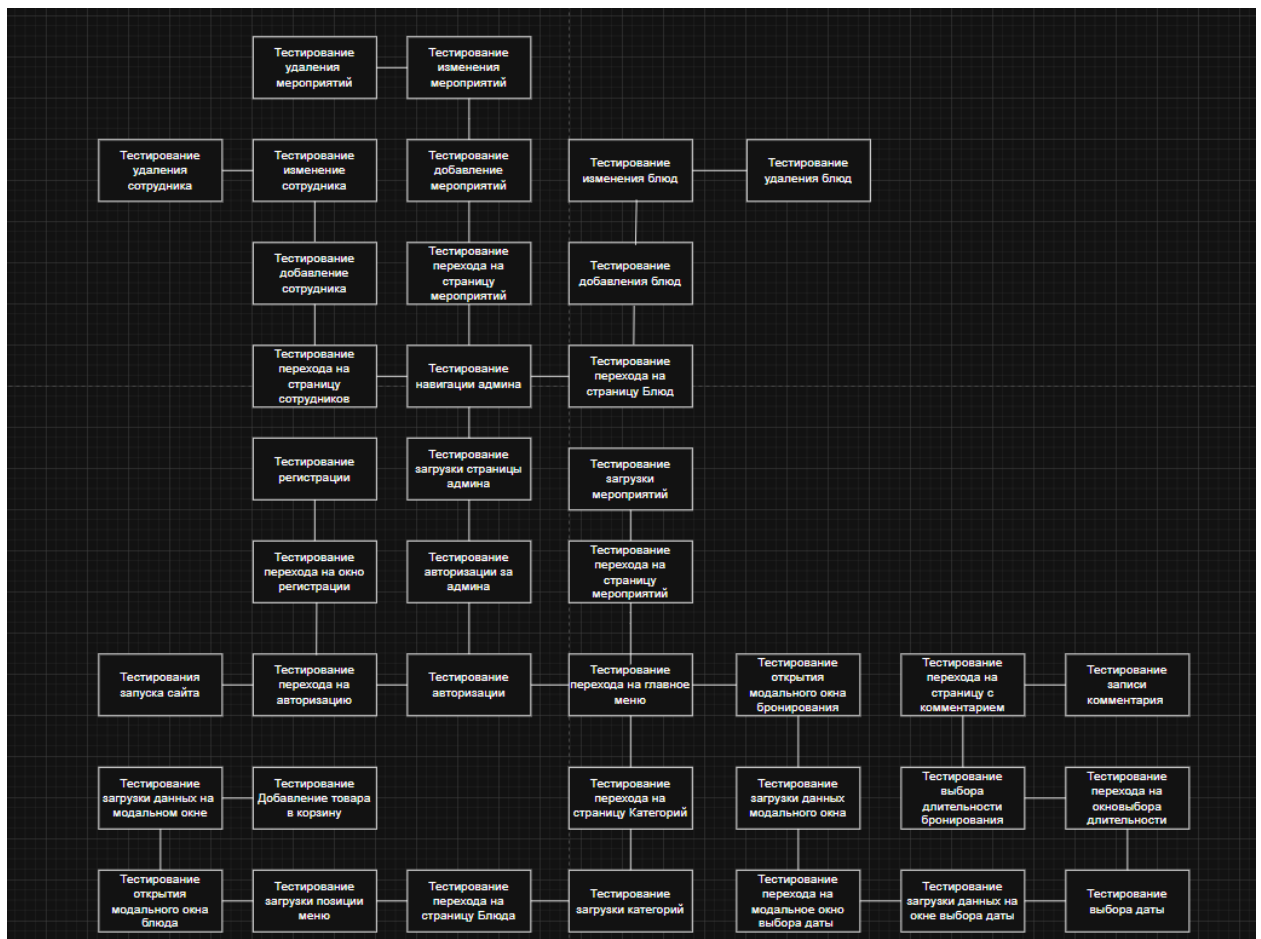 Тестирование
удаления
мероприятий
Тестирование
изменения
мероприятий
Тестирование
удаления
сотрудника
Тестирование
изменение
сотрудника
Тестирование
добавление
мероприятий
Тестирование
изменения блюд
Тестирование
удаления блюд
Тестирование
добавление
сотрудника
Тестирование
перехода на
страницу
мероприятий
Тестирование
добавления блюд
Тестирование
перехода на
страницу
сотрудников
Тестирование
навигации админа
Тестирование
перехода на
страницу Блюд
Тестирование
регистрации
Тестирование
загрузки страницы
админа
Тестирование
загрузки
мероприятий
Тестирование
перехода на окно
регистрации
Тестирование
авторизации за
админа
Тестирование
перехода на
страницу
мероприятий
Тестирования
запуска сайта
Тестирование
перехода на
авторизацию
Тестирование
авторизации
Тестирование
перехода на главное
меню
Тестирование
открытия
модального окна
бронирования
Тестирование
перехода на
страницу с
комментарием
Тестирование
записи
комментария
Тестирование
загрузки данных на
модальном окне
Тестирование
Добавление товара
в корзину
Тестирование
перехода на
страницу Категорий
Тестирование
загрузки данных
модального окна
Тестирование
выбора
длительности
бронирования
Тестирование
перехода на
окновыбора
длительности
Тестирование
открытия
модального окна
блюда
Тестирование
загрузки позиции
меню
Тестирование
перехода на
страницу Блюда
Тестирование
загрузки категорий
Тестирование
перехода на
модальное окно
выбора даты
Тестирование
загрузки данных на
окне выбора даты
Тестирование
выбора даты